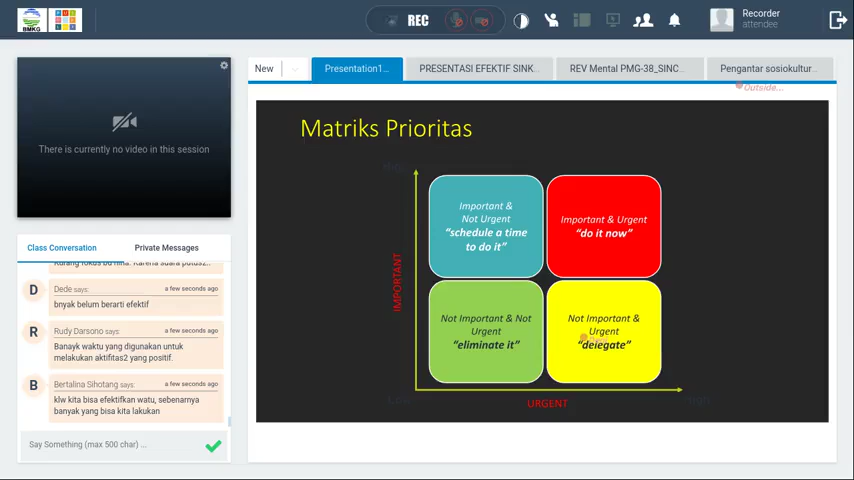 BMKG
REC
Recorder
attendee
There is currently no video in this session
New
Presentation1...
PRESENTASI EFEKTIF SINK...
REV Mental PMG-38_SINC...
Pengantar sosiokultur...
Outside...
Matriks Prioritas
IMPORTANT
Important &
Not Urgent
"schedule a time
to do it"
Important & Urgent
"do it now"
Not Important & Not
Urgent
"eliminate it"
Not Important &
Urgent
"delegate"
URGENT
Class Conversation
Private Messages
D
Dede says:
a few seconds ago
bnyak belum berarti efektif
R
Rudy Darsono says:
a few seconds ago
Banayk waktu yang digunakan untuk
melakukan aktifitas2 yang positif.
B
Bertalina Sihotang says:
a few seconds ago
klw kita bisa efektifkan watu, sebenarnya
banyak yang bisa kita lakukan
Say Something (max 500 char) ...